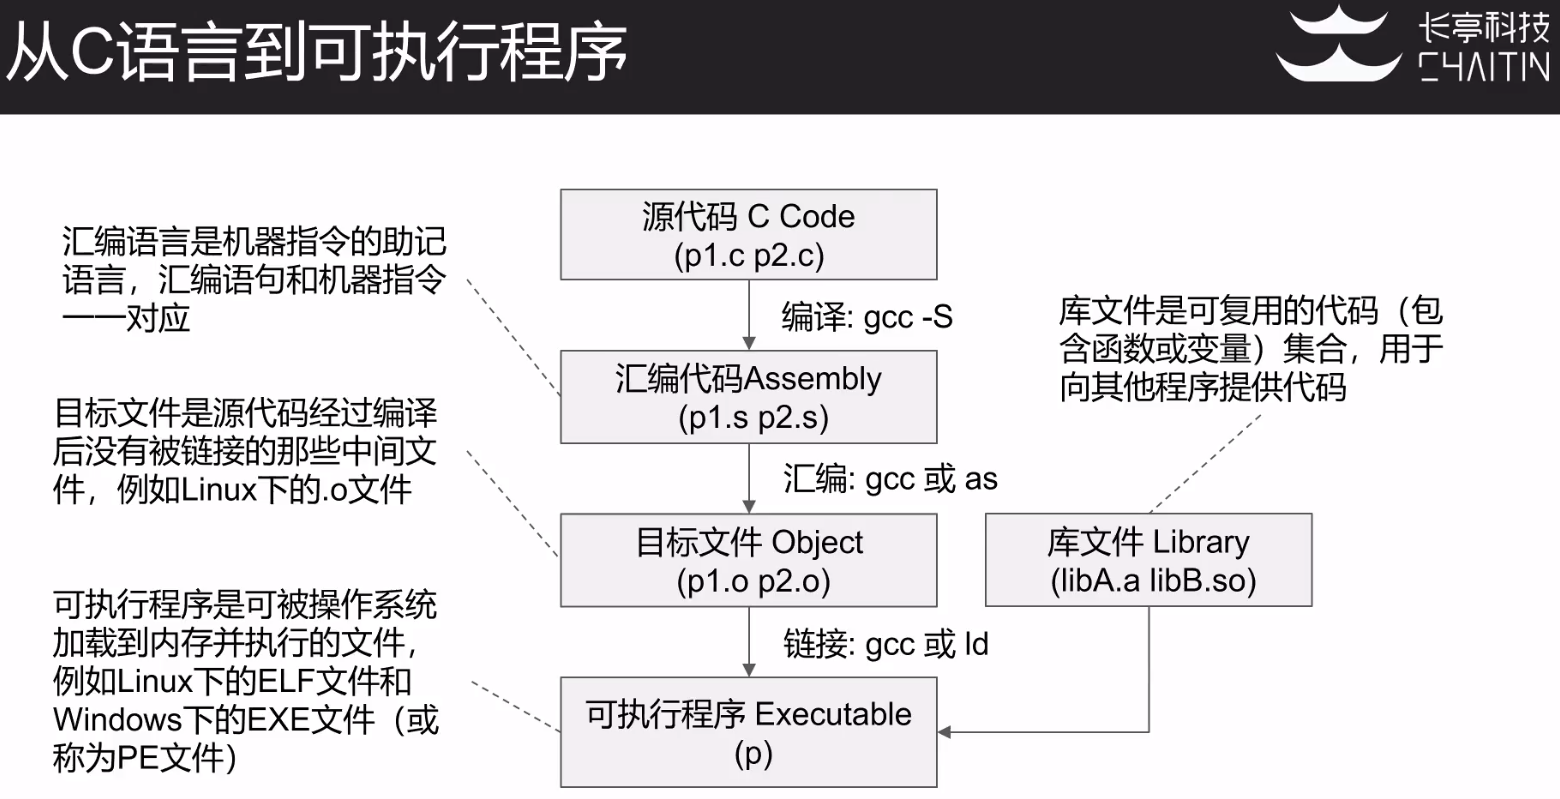 从C语言到可执行程序
长亭科技
CHAITIN
源代码 C Code
(p1.c p2.c)
汇编语言是机器指令的助记
语言，汇编语句和机器指令
一一对应
编译: gcc -S
库文件是可复用的代码（包
含函数或变量）集合，用于
向其他程序提供代码
汇编代码Assembly
(p1.s p2.s)
目标文件是源代码经过编译
后没有被链接的那些中间文
件，例如Linux下的.o文件
汇编: gcc 或 as
目标文件 Object
(p1.o p2.o)
库文件 Library
(libA.a libB.so)
可执行程序是可被操作系统
加载到内存并执行的文件，
例如Linux下的ELF文件和
Windows下的EXE文件（或
称为PE文件）
链接: gcc 或 ld
可执行程序 Executable
(p)